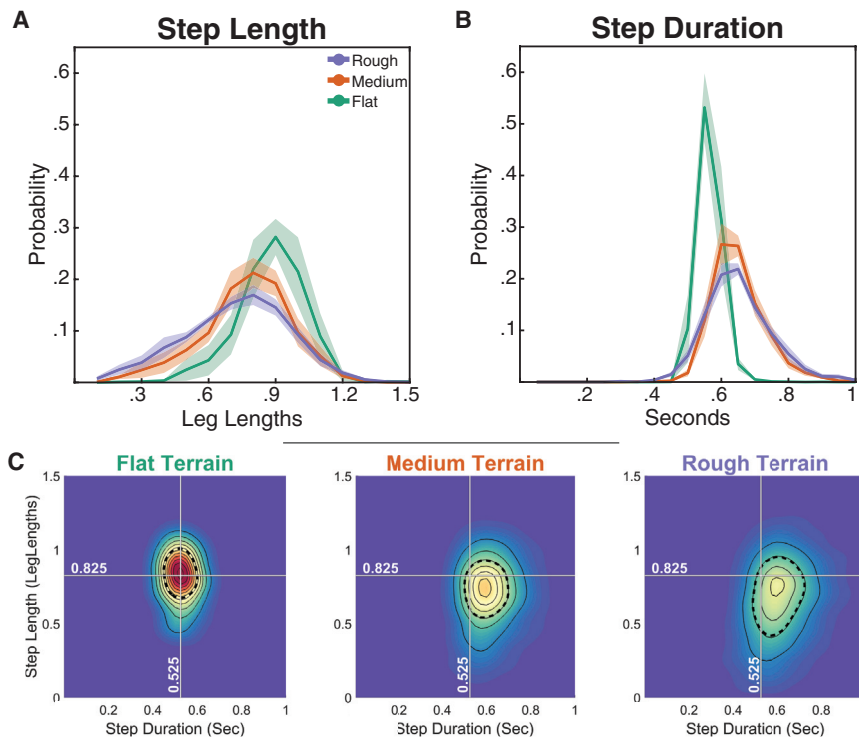 A
Step Length
.6
.5
.4
.3
.2
.1
Probability
Rough
Medium
Flat
.3
.6
.9
1.2
1.5
Leg Lengths
B
Step Duration
.6
.5
.4
.3
.2
.1
Probability
.2
.4
.6
.8
1
Seconds
C
Flat Terrain
1.5
1
0.5
0
Step Length (LegLengths)
0.825
0.525
0.2
0.4
0.6
0.8
1
Step Duration (Sec)
Medium Terrain
1.5
1
0.5
0
0.825
0.525
0.2
0.4
0.6
0.8
1
Step Duration (Sec)
Rough Terrain
1.5
1
0.5
0
0.825
0.525
0.2
0.4
0.6
0.8
Step Duration (Sec)